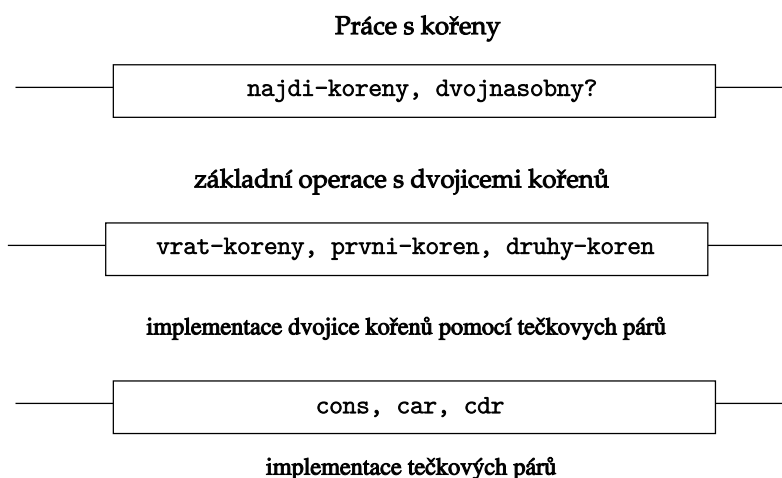 Práce s kořeny
najdi-koreny, dvojnasobny?
základní operace s dvojicemi kořenů
vrat-koreny, prvni-koren, druhy-koren
implementace dvojice kořenů pomocí tečkovych párů
cons, car, cdr
implementace tečkových párů